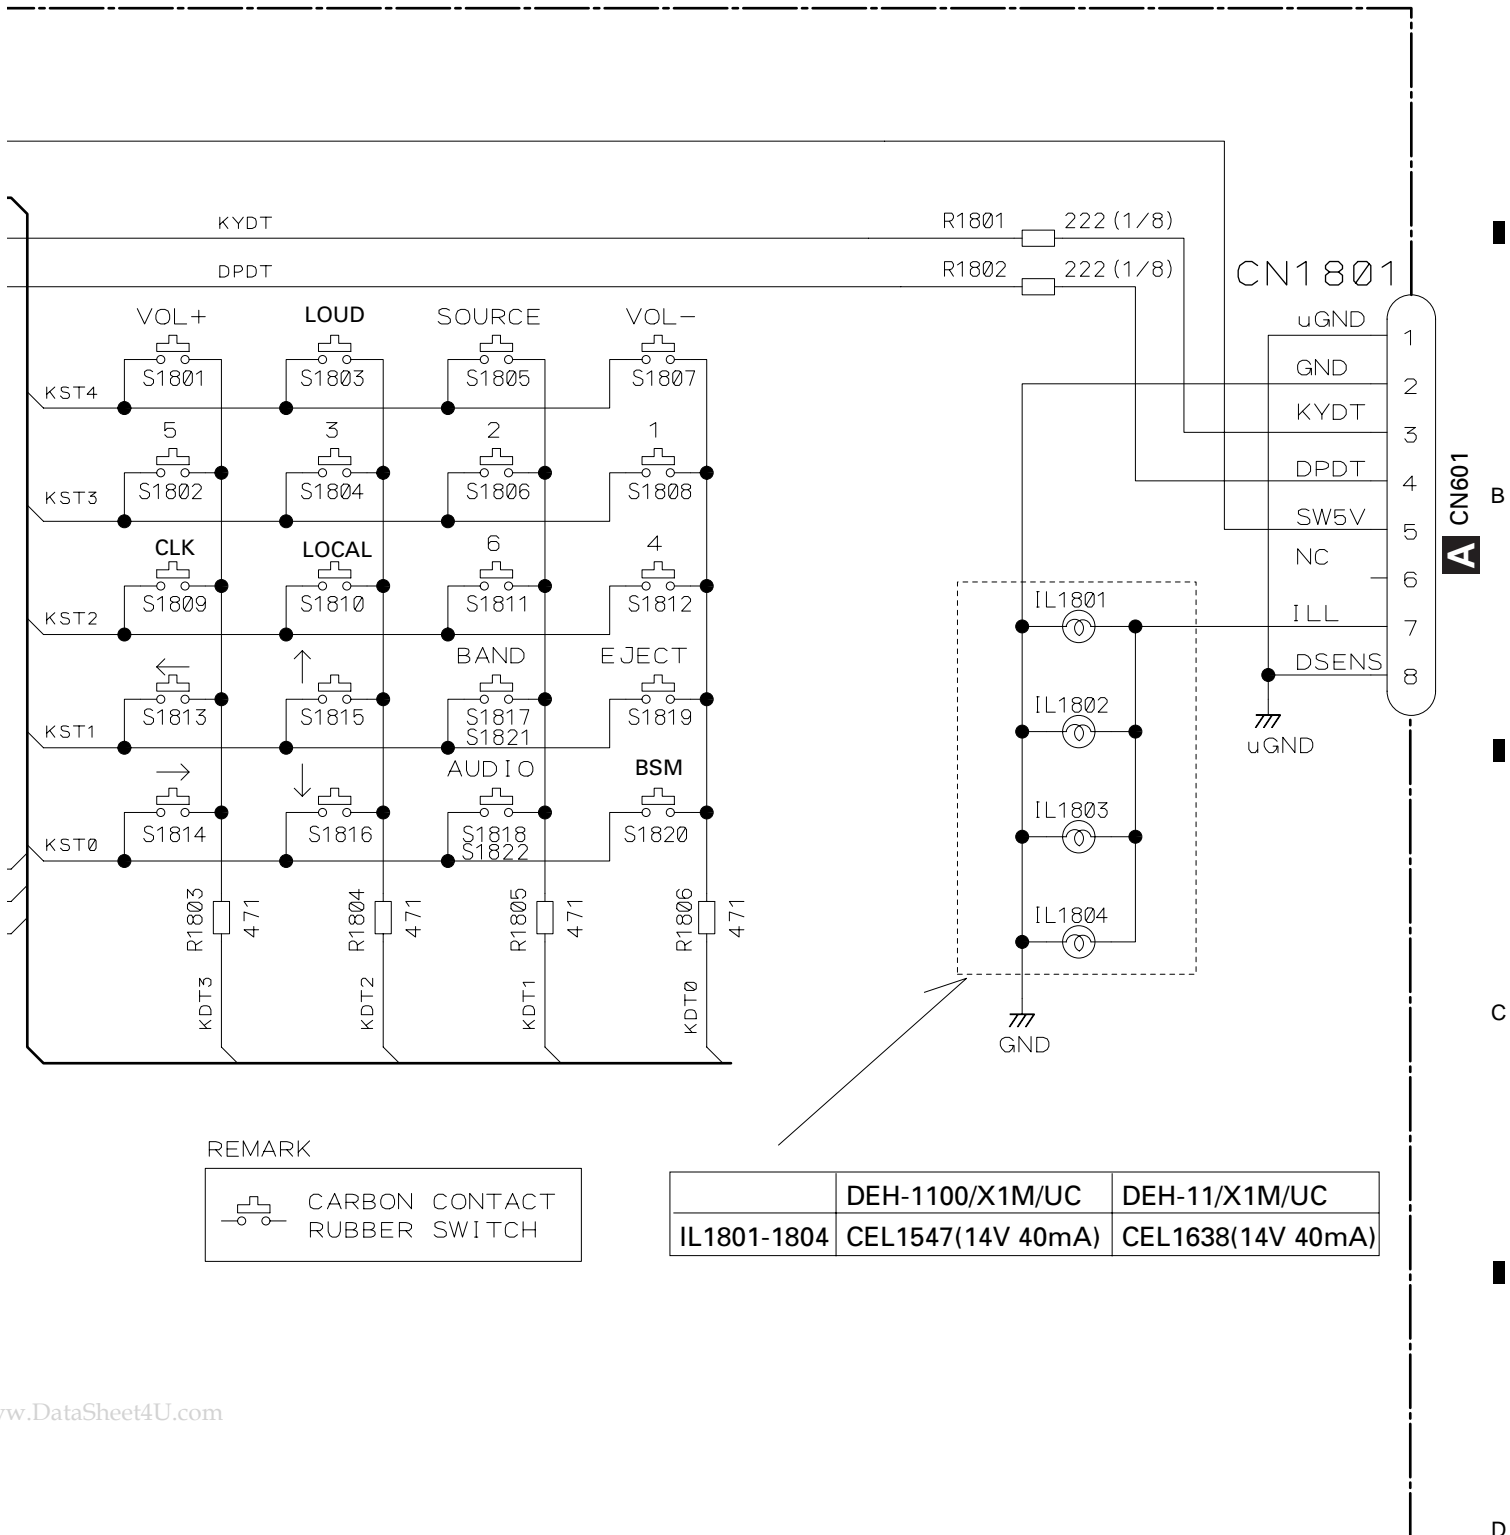 KYDT
R1801 222 (1/8)
DPDT
R1802 222 (1/8)
CN1801
VOL+ LOUD SOURCE VOL-
S1801 S1803 S1805 S1807
KST4
5 3 2 1
S1802 S1804 S1806 S1808
KST3
CLK LOCAL 6 4
S1809 S1810 S1811 S1812
KST2
← ↑ BAND EJECT
S1813 S1815 S1817 S1819
S1821
KST1
→ ↓ AUDIO BSM
S1814 S1816 S1818 S1820
S1822
KST0
R1803 471 R1804 471 R1805 471 R1806 471
KDT3 KDT2 KDT1 KDT0
uGND 1
GND 2
KYDT 3
DPDT 4
SW5V 5
NC 6
ILL 7
DSENS 8
uGND
A CN601
B
IL1801
IL1802
IL1803
IL1804
GND
C
REMARK
CARBON CONTACT
RUBBER SWITCH
DEH-1100/X1M/UC DEH-11/X1M/UC
IL1801-1804 CEL1547(14V 40mA) CEL1638(14V 40mA)
w.DataSheet4U.com
D